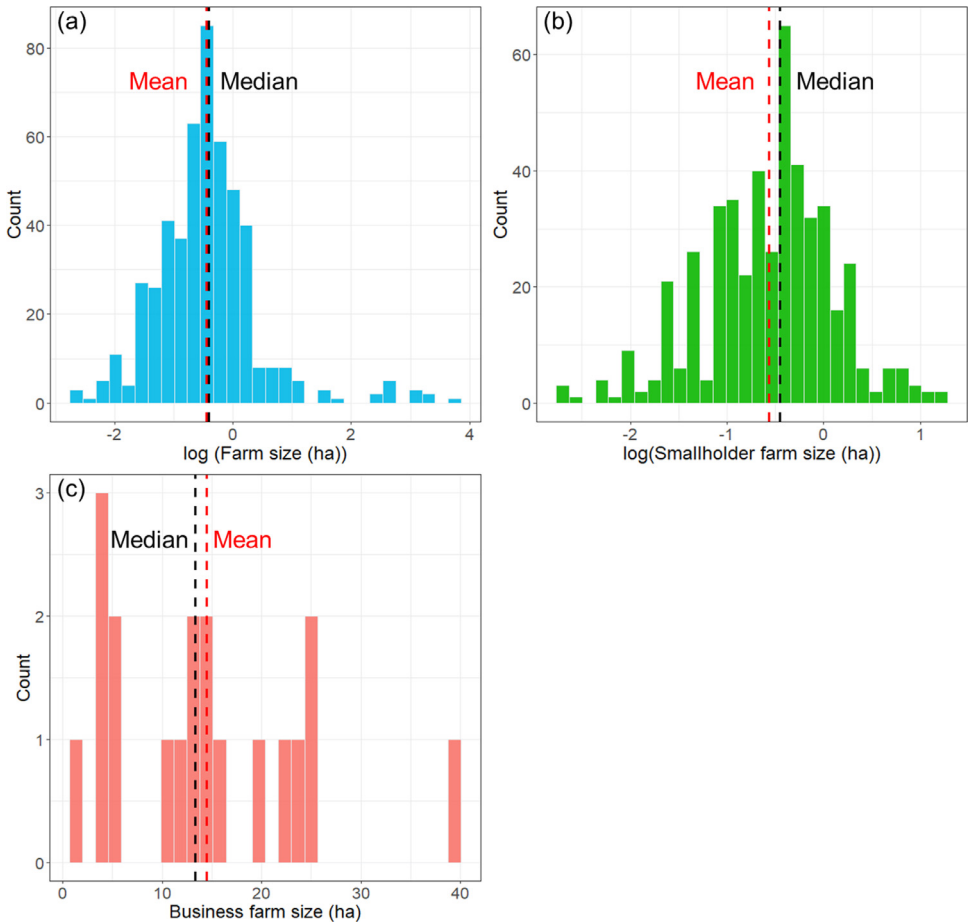 (a)
Mean
Median
Count
80
60
40
20
0
-2
0
2
4
log (Farm size (ha))
(b)
Mean
Median
Count
60
40
20
0
-2
-1
0
1
log(Smallholder farm size (ha))
(c)
Median
Mean
Count
3
2
1
0
0
10
20
30
40
Business farm size (ha)